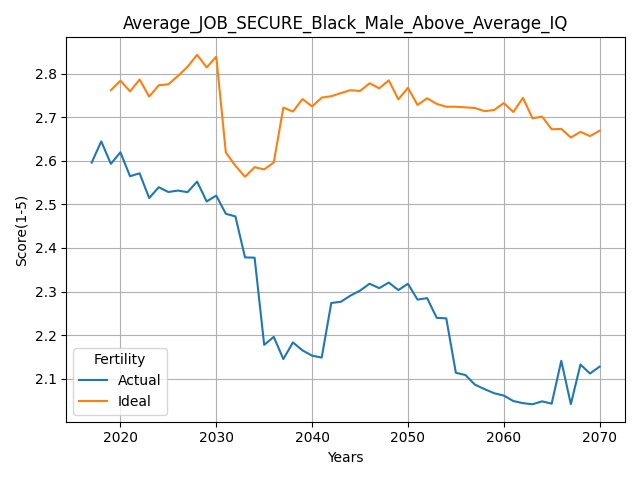 Average_JOB_SECURE_Black_Male_Above_Average_IQ
Score(1-5)
2.8
2.7
2.6
2.5
2.4
2.3
2.2
2.1
Fertility
Actual
Ideal
2020 2030 2040 2050 2060 2070
Years